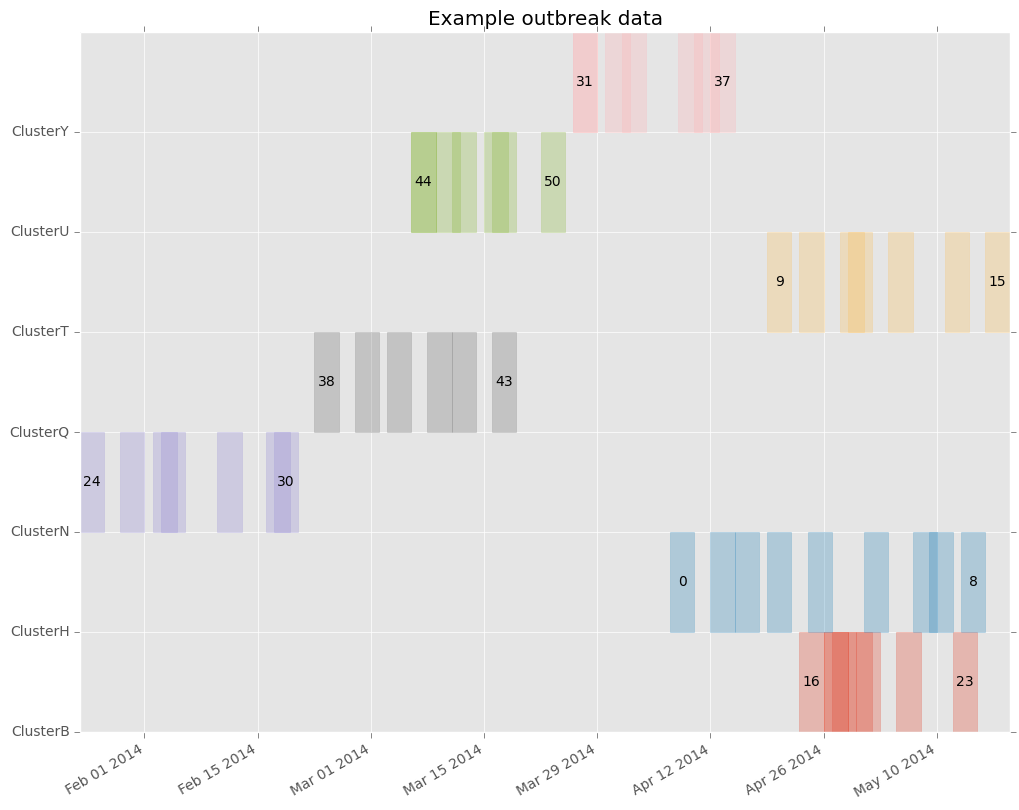 Example outbreak data
31
37
ClusterY
44
50
ClusterU
9
15
ClusterT
38
43
ClusterQ
24
30
ClusterN
0
8
ClusterH
16
23
ClusterB
Feb 01 2014
Feb 15 2014
Mar 01 2014
Mar 15 2014
Mar 29 2014
Apr 12 2014
Apr 26 2014
May 10 2014